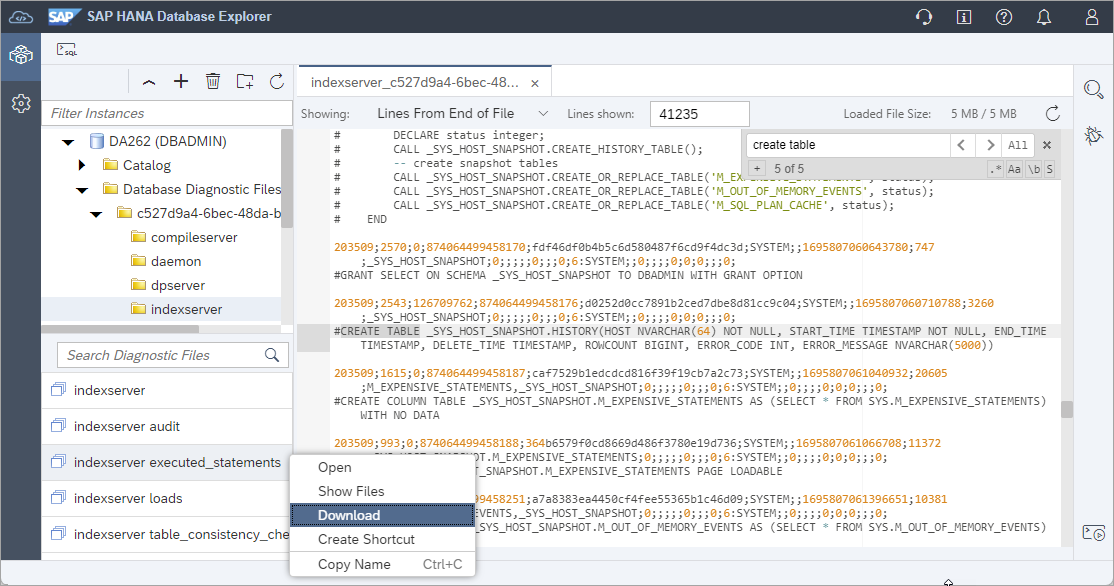 SAP SAP HANA Database Explorer
SQL
Filter Instances
DA262 (DBADMIN)
Catalog
Database Diagnostic Files
c527d9a4-6bec-48da-b
compileserver
daemon
dpserver
indexserver
Search Diagnostic Files
indexserver
indexserver audit
indexserver executed_statements
indexserver loads
indexserver table_consistency_che
Open
Show Files
Download
Create Shortcut
Copy Name Ctrl+C
indexserver_c527d9a4-6bec-48...
Showing: Lines From End of File Lines shown: 41235 Loaded File Size: 5 MB / 5 MB
create table All
+ 5 of 5 .* Aa \b S
# DECLARE status integer;
# CALL _SYS_HOST_SNAPSHOT.CREATE_HISTORY_TABLE();
# -- create snapshot tables
# CALL _SYS_HOST_SNAPSHOT.CREATE_OR_REPLACE_TABLE('M_EXPENSIVE_STATEMENTS', status);
# CALL _SYS_HOST_SNAPSHOT.CREATE_OR_REPLACE_TABLE('M_OUT_OF_MEMORY_EVENTS', status);
# CALL _SYS_HOST_SNAPSHOT.CREATE_OR_REPLACE_TABLE('M_SQL_PLAN_CACHE', status);
# END
203509;2570;0;874064499458170;fdf46df0b4b5c6d580487f6cd9f4dc3d;SYSTEM;;1695807060643780;747
;_SYS_HOST_SNAPSHOT;0;;;;;0;;;0;6:SYSTEM;;0;;;;0;0;0;;;0;
#GRANT SELECT ON SCHEMA _SYS_HOST_SNAPSHOT TO DBADMIN WITH GRANT OPTION
203509;2543;126709762;874064499458176;d0252d0cc7891b2ced7dbe8d81cc9c04;SYSTEM;;1695807060710788;3260
;_SYS_HOST_SNAPSHOT;0;;;;;0;;;0;6:SYSTEM;;0;;;;0;0;0;;;0;
#CREATE TABLE _SYS_HOST_SNAPSHOT.HISTORY(HOST NVARCHAR(64) NOT NULL, START_TIME TIMESTAMP NOT NULL, END_TIME
TIMESTAMP, DELETE_TIME TIMESTAMP, ROWCOUNT BIGINT, ERROR_CODE INT, ERROR_MESSAGE NVARCHAR(5000))
203509;1615;0;874064499458187;caf7529b1edcdcd816f39f19cb7a2c73;SYSTEM;;1695807061040932;20605
;M_EXPENSIVE_STATEMENTS,_SYS_HOST_SNAPSHOT;0;;;;;0;;;0;6:SYSTEM;;0;;;;0;0;0;;;0;
#CREATE COLUMN TABLE _SYS_HOST_SNAPSHOT.M_EXPENSIVE_STATEMENTS AS (SELECT * FROM SYS.M_EXPENSIVE_STATEMENTS)
WITH NO DATA
203509;993;0;874064499458188;364b6579f0cd8669d486f3780e19d736;SYSTEM;;1695807061066708;11372
_SYS_HOST_SNAPSHOT.M_EXPENSIVE_STATEMENTS;0;;;;;0;;;0;6:SYSTEM;;0;;;;0;0;0;;;0;
ST_SNAPSHOT.M_EXPENSIVE_STATEMENTS PAGE LOADABLE
99458251;a7a8383ea4450cf4fee55365b1c46d09;SYSTEM;;1695807061396651;10381
EVENTS,_SYS_HOST_SNAPSHOT;0;;;;;0;;;0;6:SYSTEM;;0;;;;0;0;0;;;0;
_SYS_HOST_SNAPSHOT.M_OUT_OF_MEMORY_EVENTS AS (SELECT * FROM SYS.M_OUT_OF_MEMORY_EVENTS)